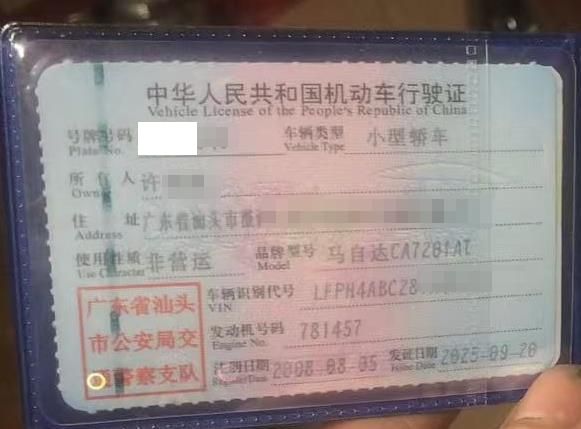 中华人民共和国机动车行驶证
Vehicle License of the People's Republic of China
号牌号码 车辆类型 小型轿车
Plate No. Vehicle Type
所有人 许
Owner
住址 广东省汕头市
Address
使用性质 非营运 品牌型号 马自达CA7201AT
Use Character Model
车辆识别代号 LFPH4ABC28
VIN
发动机号码 781457
Engine No.
注册日期 2008-08-05 发证日期 2025-09-20
Register Date Issue Date
广东省汕头
市公安局交
警察支队